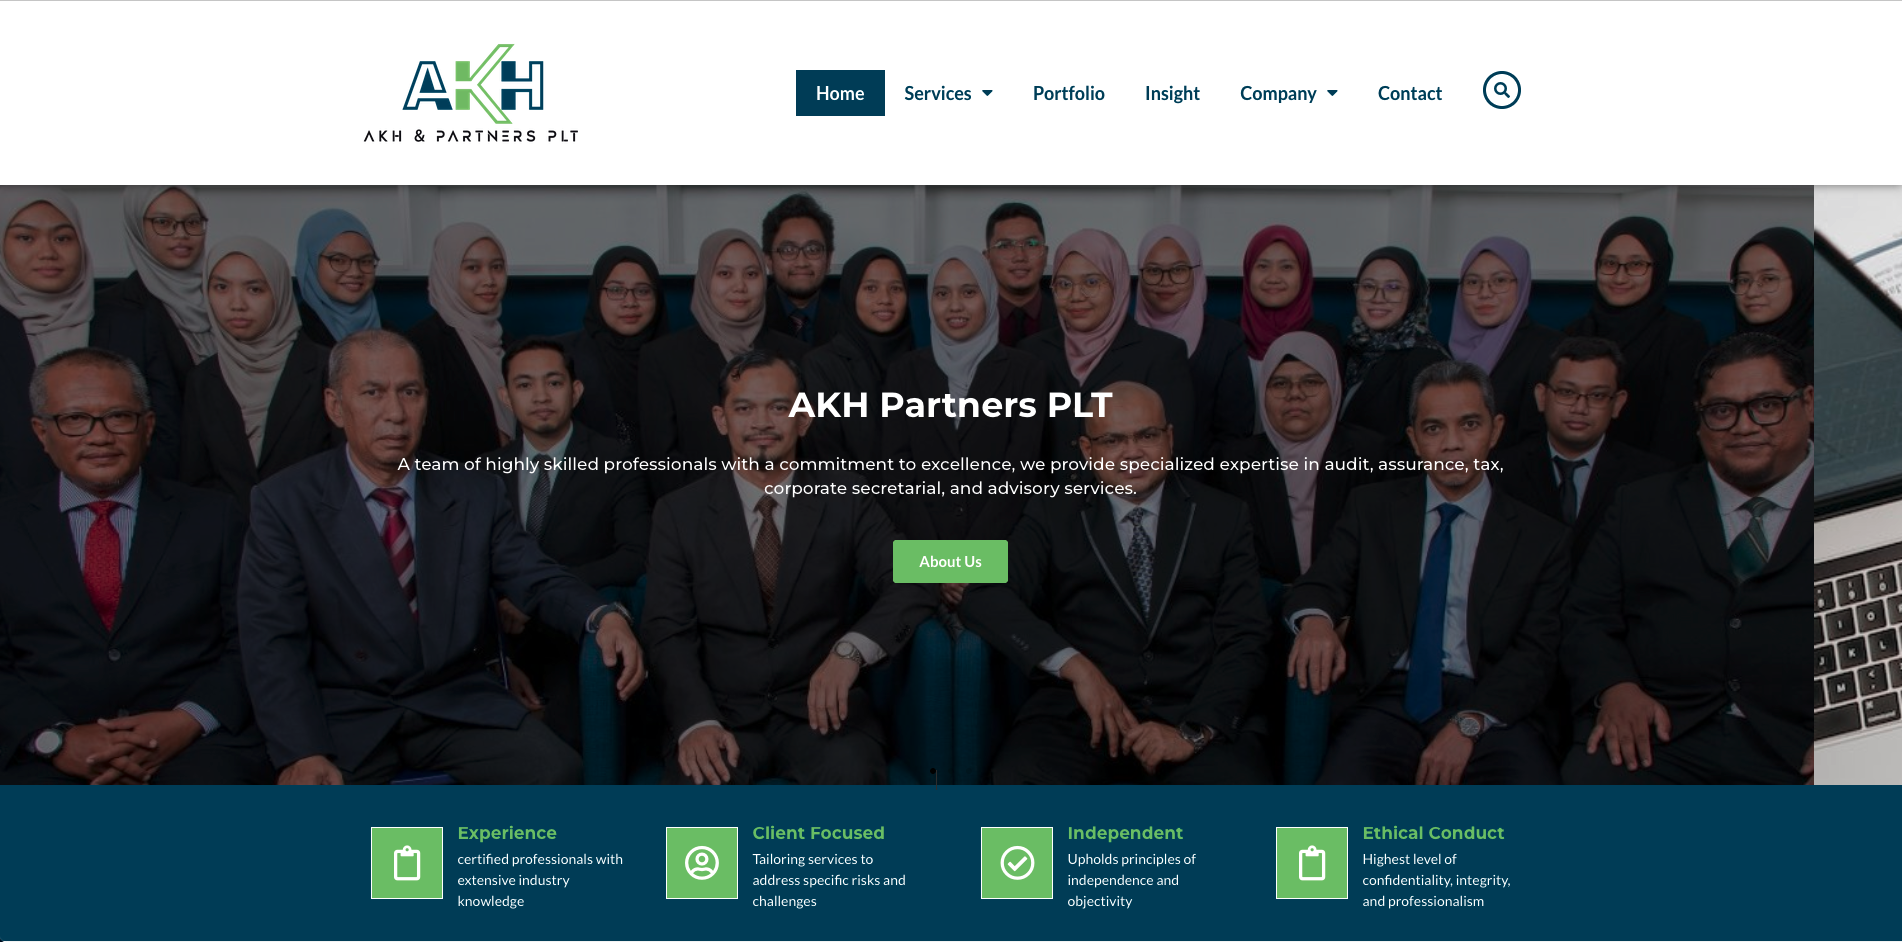 AKH
AKH & PARTNERS PLT
Home
Services
Portfolio
Insight
Company
Contact
AKH Partners PLT
A team of highly skilled professionals with a commitment to excellence, we provide specialized expertise in audit, assurance, tax,
corporate secretarial, and advisory services.
About Us
Experience
certified professionals with
extensive industry
knowledge
Client Focused
Tailoring services to
address specific risks and
challenges
Independent
Upholds principles of
independence and
objectivity
Ethical Conduct
Highest level of
confidentiality, integrity,
and professionalism